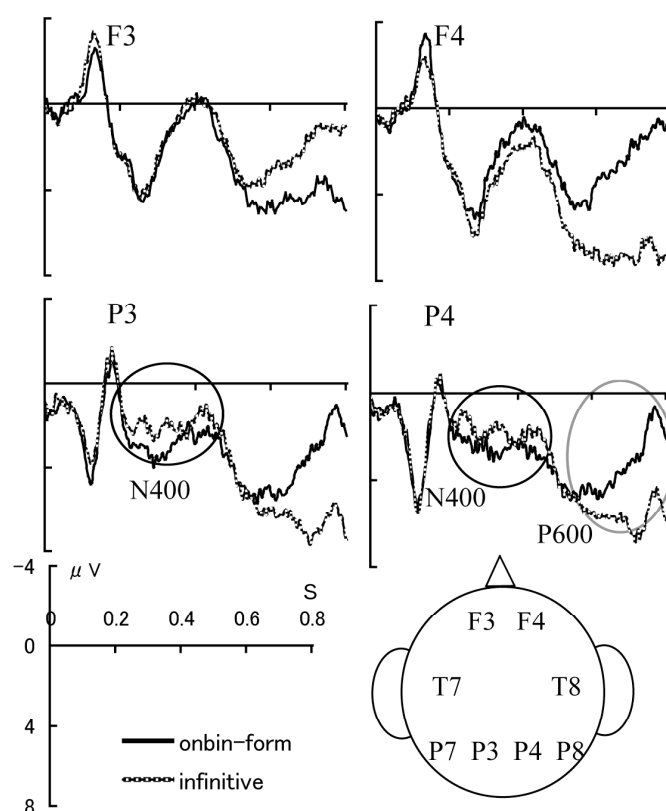 F3
F4
P3
P4
N400
N400
P600
-4
μV
S
0 0.2 0.4 0.6 0.8
0
4
8
onbin-form
infinitive
F3 F4
T7 T8
P7 P3 P4 P8